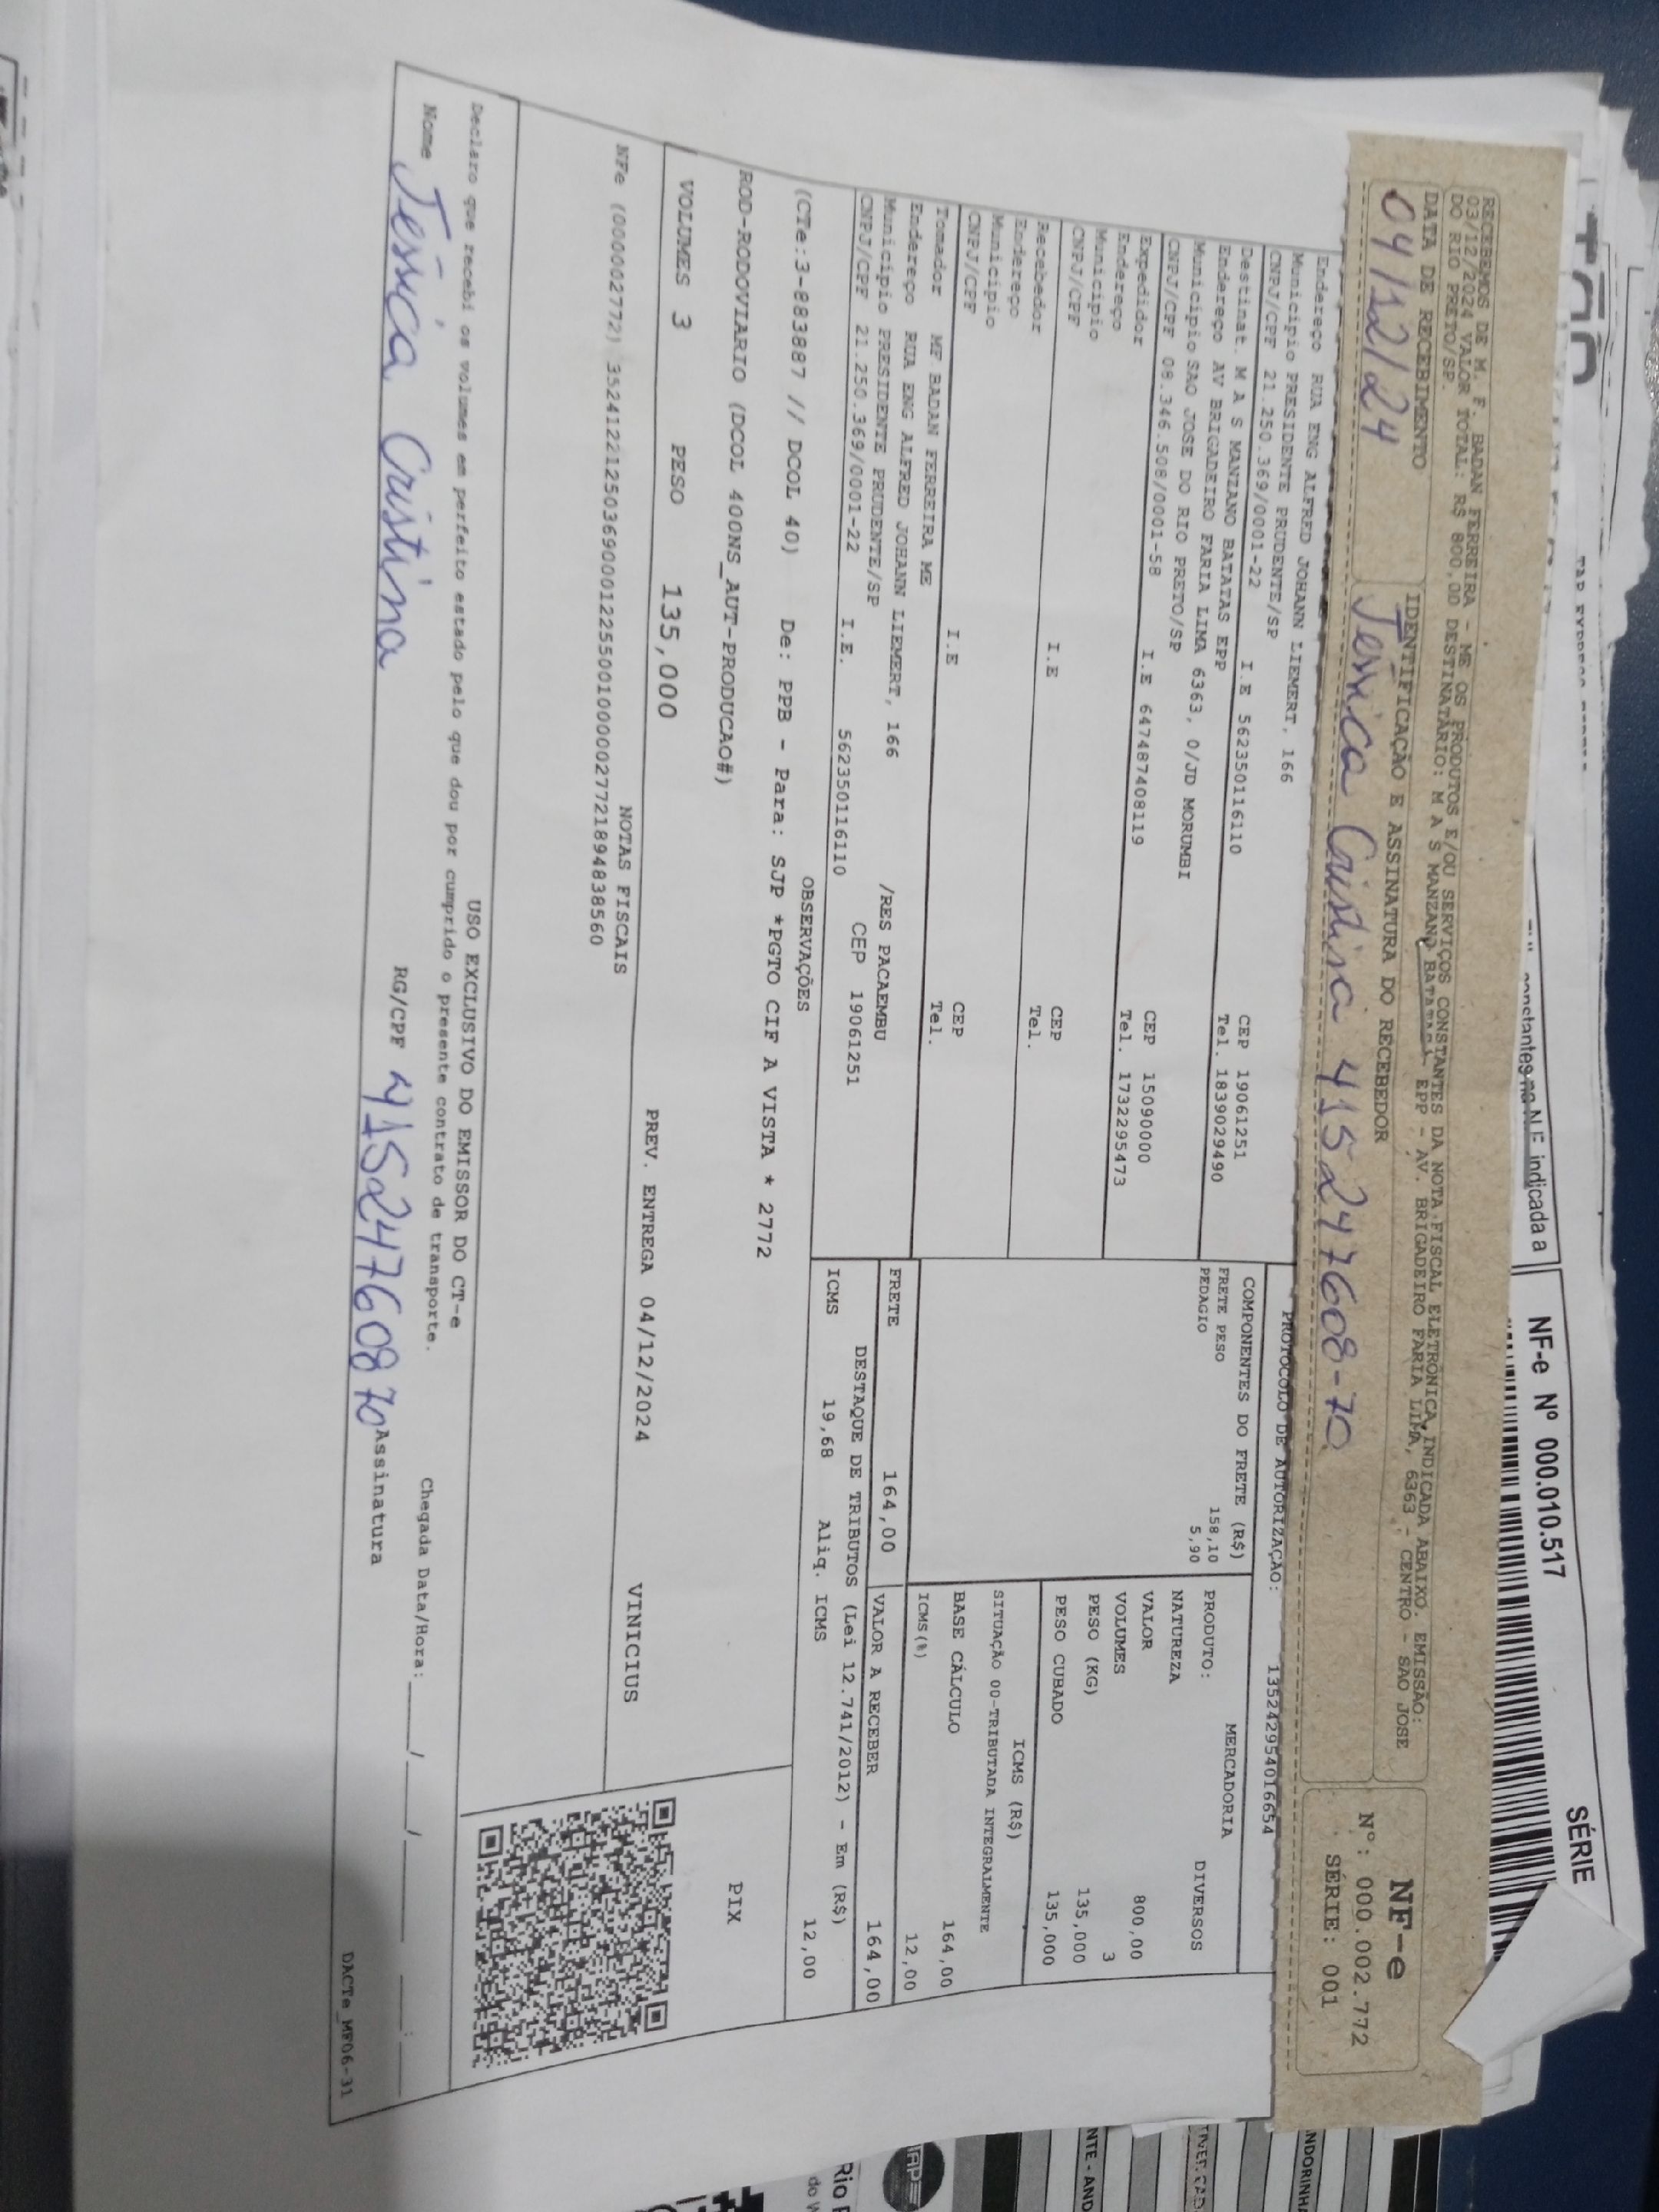 constantes na N.F. indicada a
NF-e Nº 000.010.517
SÉRIE
RECEBEMOS DE M. F. BADAN FERREIRA - ME OS PRODUTOS E/OU SERVIÇOS CONSTANTES DA NOTA FISCAL ELETRÔNICA INDICADA ABAIXO. EMISSÃO:
03/12/2024 VALOR TOTAL: R$ 800,00 DESTINATÁRIO: M A S MANZANO BATATAS EPP - AV. BRIGADEIRO FARIA LIMA, 6363 - CENTRO - SAO JOSE
DO RIO PRETO/SP
DATA DE RECEBIMENTO
04/12/24
IDENTIFICAÇÃO E ASSINATURA DO RECEBEDOR
Jéssica Cristina 415247608-70
NF-e
Nº: 000.002.772
SÉRIE: 001
PROTOCOLO DE AUTORIZAÇÃO: 135242954016654
Endereço RUA ENG ALFRED JOHANN LIEMERT, 166
Município PRESIDENTE PRUDENTE/SP CEP 19061251
CNPJ/CPF 21.250.369/0001-22 I.E 562350116110 Tel. 1839029490
Destinat. M A S MANZANO BATATAS EPP
Endereço AV BRIGADEIRO FARIA LIMA 6363, 0/JD MORUMBI
Município SAO JOSE DO RIO PRETO/SP CEP 15090000
CNPJ/CPF 08.346.508/0001-58 I.E 647487408119 Tel. 1732295473
Expedidor
Endereço
Município CEP
CNPJ/CPF I.E Tel.
Recebedor
Endereço
Município CEP
CNPJ/CPF I.E Tel.
Tomador MF BADAN FERREIRA ME
Endereço RUA ENG ALFRED JOHANN LIEMERT, 166 /RES PACAEMBU
Município PRESIDENTE PRUDENTE/SP CEP 19061251
CNPJ/CPF 21.250.369/0001-22 I.E. 562350116110
COMPONENTES DO FRETE (R$)
FRETE PESO 158,10
PEDAGIO 5,90
MERCADORIA
PRODUTO: DIVERSOS
NATUREZA
VALOR 800,00
VOLUMES 3
PESO (KG) 135,000
PESO CUBADO 135,000
ICMS (R$)
SITUAÇÃO 00-TRIBUTADA INTEGRALMENTE
BASE CÁLCULO 164,00
ICMS(%) 12,00
FRETE 164,00
VALOR A RECEBER 164,00
DESTAQUE DE TRIBUTOS (Lei 12.741/2012) - Em (R$)
ICMS 19,68 Aliq. ICMS 12,00
OBSERVAÇÕES
(CTe:3-883887 // DCOL 40) De: PPB - Para: SJP *PGTO CIF A VISTA * 2772
ROD-RODOVIARIO (DCOL 400NS_AUT-PRODUCAO#)
PIX
VOLUMES 3 PESO 135,000 PREV. ENTREGA 04/12/2024 VINICIUS
NOTAS FISCAIS
NFe (000002772) 35241221250369000122550010000027721894838560
USO EXCLUSIVO DO EMISSOR DO CT-e
Declaro que recebi os volumes em perfeito estado pelo que dou por cumprido o presente contrato de transporte.
Chegada Data/Hora: ____/____/____ ___:___
Nome Jéssica Cristina RG/CPF 41524760870 Assinatura
DACTe_MF06-31